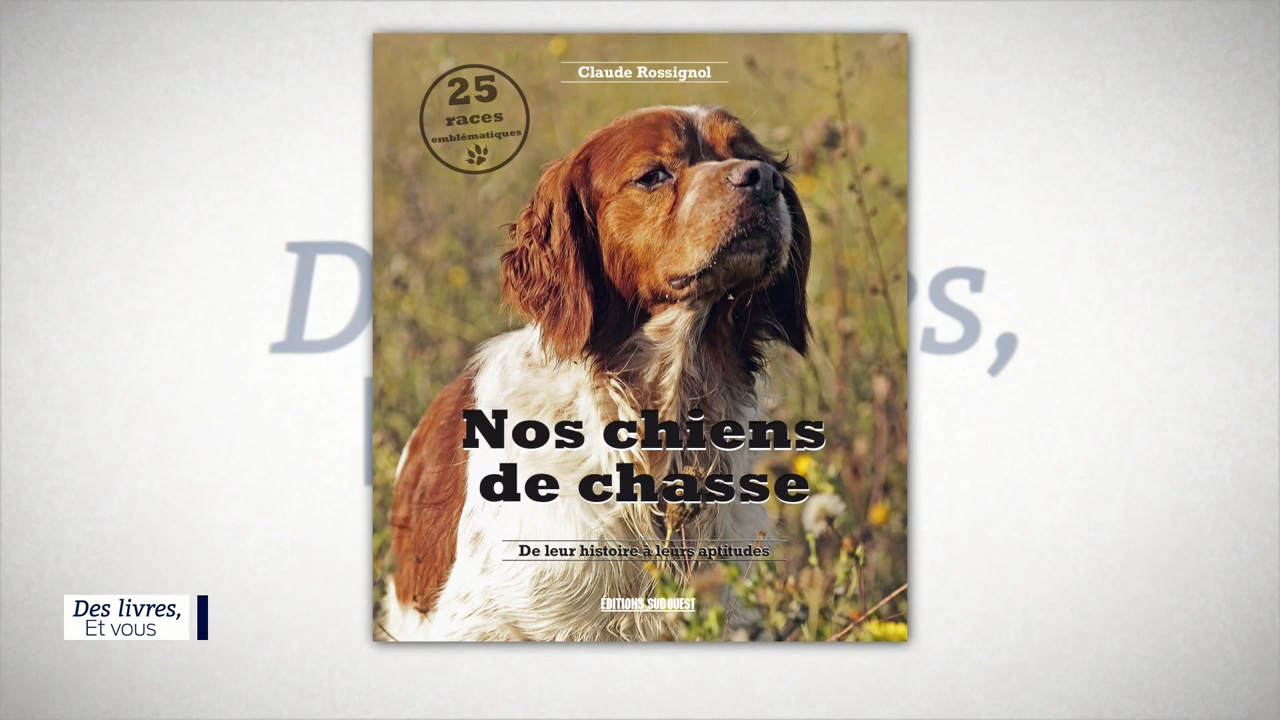 Claude Rossignol
25
races
emblématiques
Nos chiens
de chasse
De leur histoire à leurs aptitudes
ÉDITIONS SUD OUEST
Des livres,
Et vous